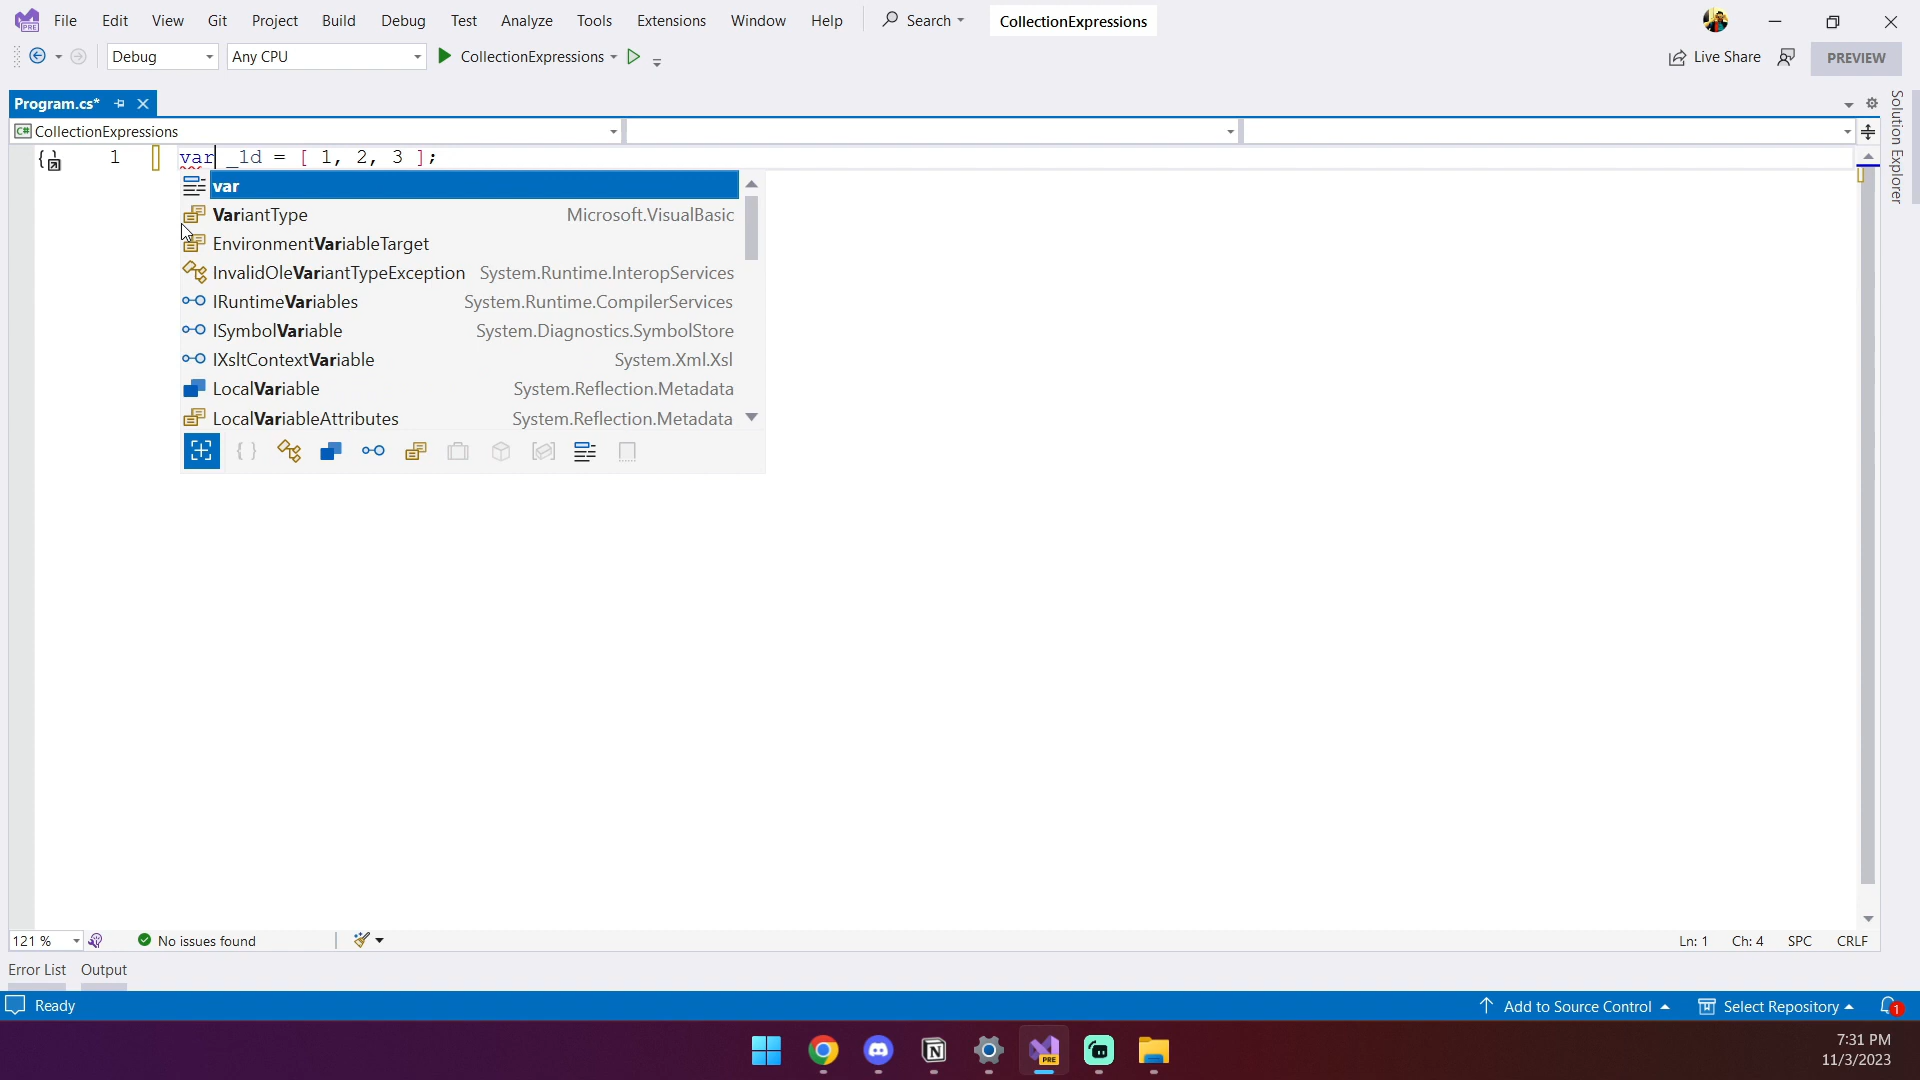 File Edit View Git Project Build Debug Test Analyze Tools Extensions Window Help Search CollectionExpressions
Debug Any CPU CollectionExpressions Live Share PREVIEW
Program.cs*
C# CollectionExpressions
1 var _1d = [ 1, 2, 3 ];
var
VariantType Microsoft.VisualBasic
EnvironmentVariableTarget
InvalidOleVariantTypeException System.Runtime.InteropServices
IRuntimeVariables System.Runtime.CompilerServices
ISymbolVariable System.Diagnostics.SymbolStore
IXsltContextVariable System.Xml.Xsl
LocalVariable System.Reflection.Metadata
LocalVariableAttributes System.Reflection.Metadata
Solution Explorer
121 % No issues found Ln: 1 Ch: 4 SPC CRLF
Error List Output
Ready Add to Source Control Select Repository 1
PRE
7:31 PM
11/3/2023